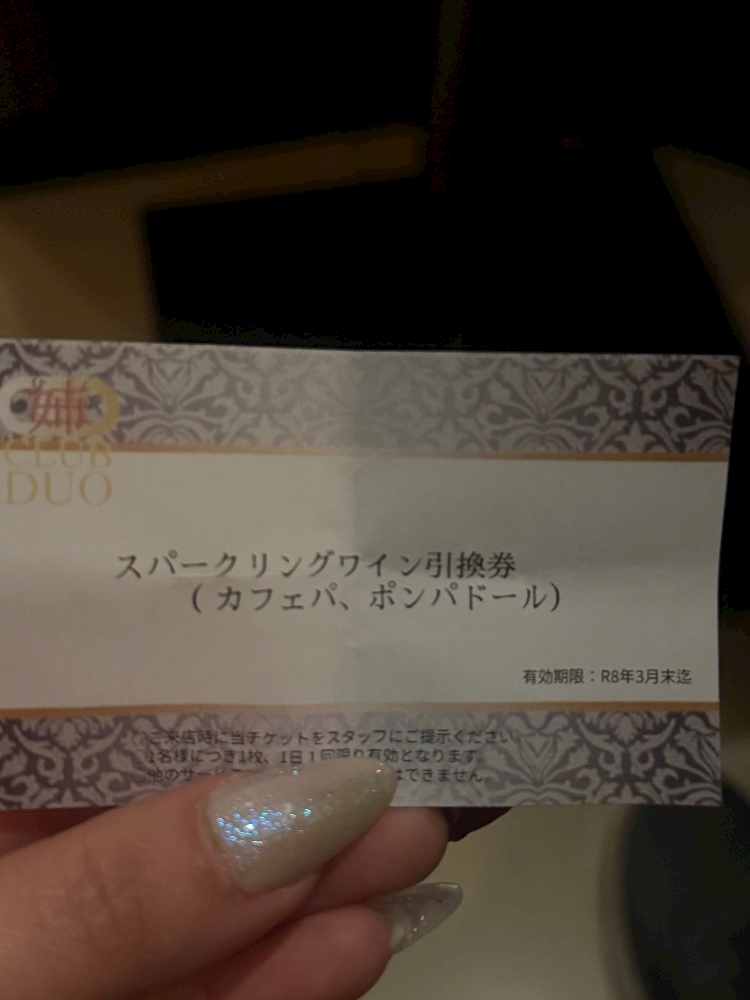 姉
CLUB
DUO
スパークリングワイン引換券
( カフェパ、ポンパドール)
有効期限：R8年3月末迄
ご来店時に当チケットをスタッフにご提示ください
1名様につき1枚、1日1回限り有効となります
他のサー はできません。